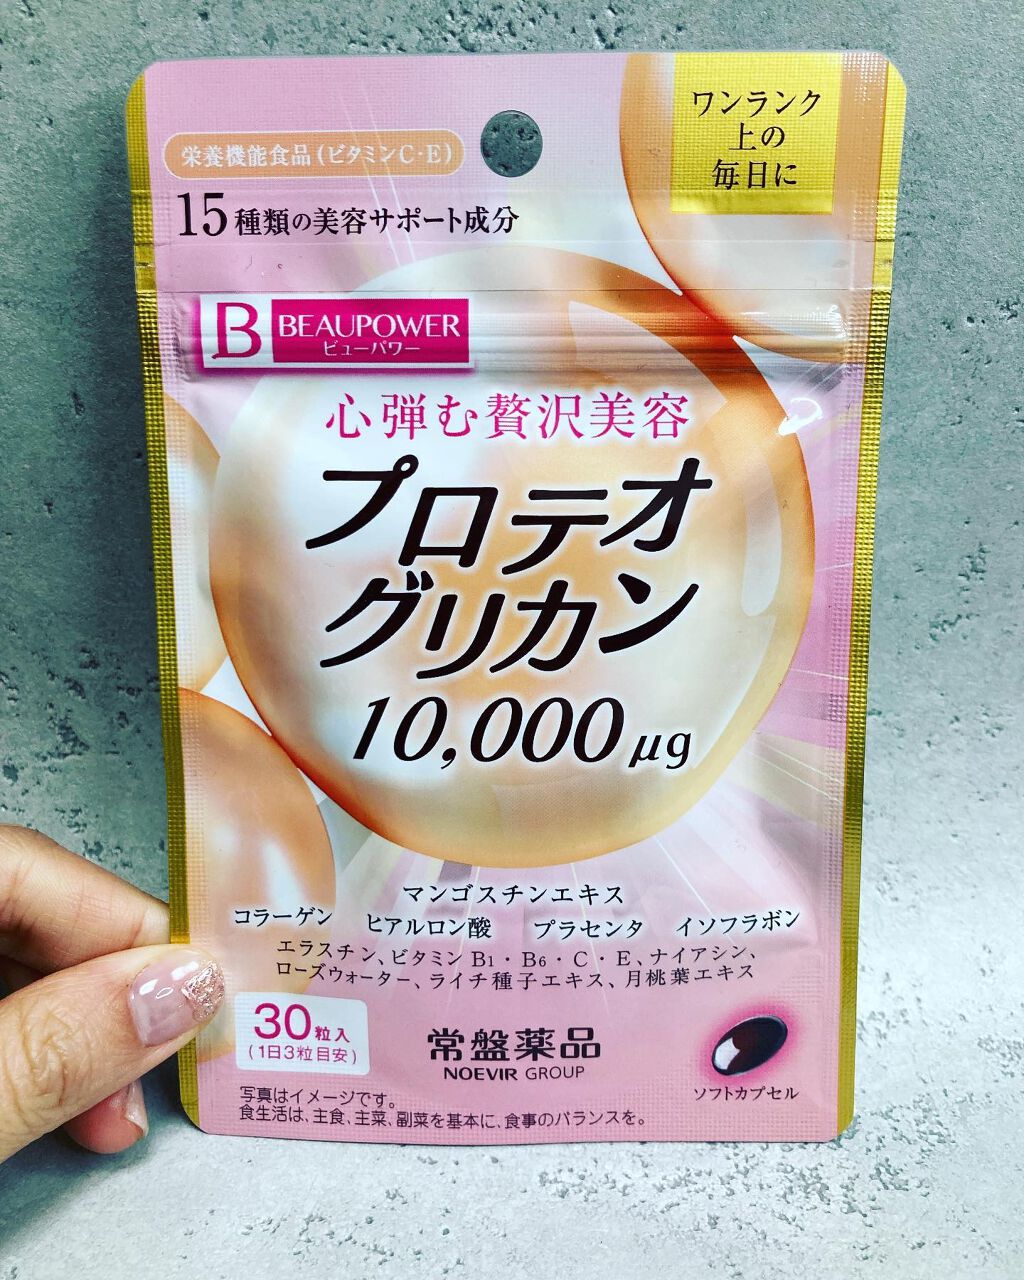 ワンランク
上の
毎日に
栄養機能食品(ビタミンC・E)
15種類の美容サポート成分
B BEAUPOWER
ビューパワー
心弾む贅沢美容
プロテオ
グリカン
10,000μg
マンゴスチンエキス
コラーゲン ヒアルロン酸 プラセンタ イソフラボン
エラスチン、ビタミンB1・B6・C・E、ナイアシン、
ローズウォーター、ライチ種子エキス、月桃葉エキス
30粒入
(1日3粒目安)
常盤薬品
NOEVIR GROUP
ソフトカプセル
写真はイメージです。
食生活は、主食、主菜、副菜を基本に、食事のバランスを。